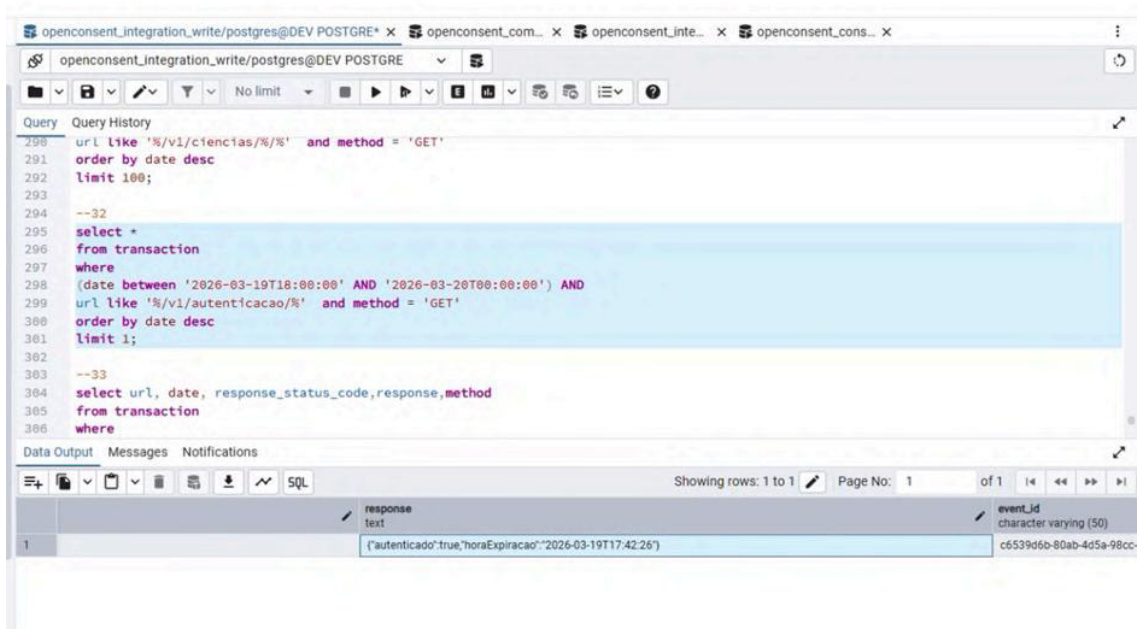 openconsent_integration_write/postgres@DEV POSTGRE* × openconsent_com... × openconsent_inte... × openconsent_cons... ×
openconsent_integration_write/postgres@DEV POSTGRE
No limit
Query Query History
290 url like '%/v1/ciencias/%/%' and method = 'GET'
291 order by date desc
292 limit 100;
293
294 --32
295 select *
296 from transaction
297 where
298 (date between '2026-03-19T18:00:00' AND '2026-03-20T00:00:00') AND
299 url like '%/v1/autenticacao/%' and method = 'GET'
300 order by date desc
301 limit 1;
302
303 --33
304 select url, date, response_status_code,response,method
305 from transaction
306 where
Data Output Messages Notifications
SQL Showing rows: 1 to 1 Page No: 1 of 1
response event_id
text character varying (50)
1 {"autenticado":true,"horaExpiracao":"2026-03-19T17:42:26"} c6539d6b-80ab-4d5a-98cc-